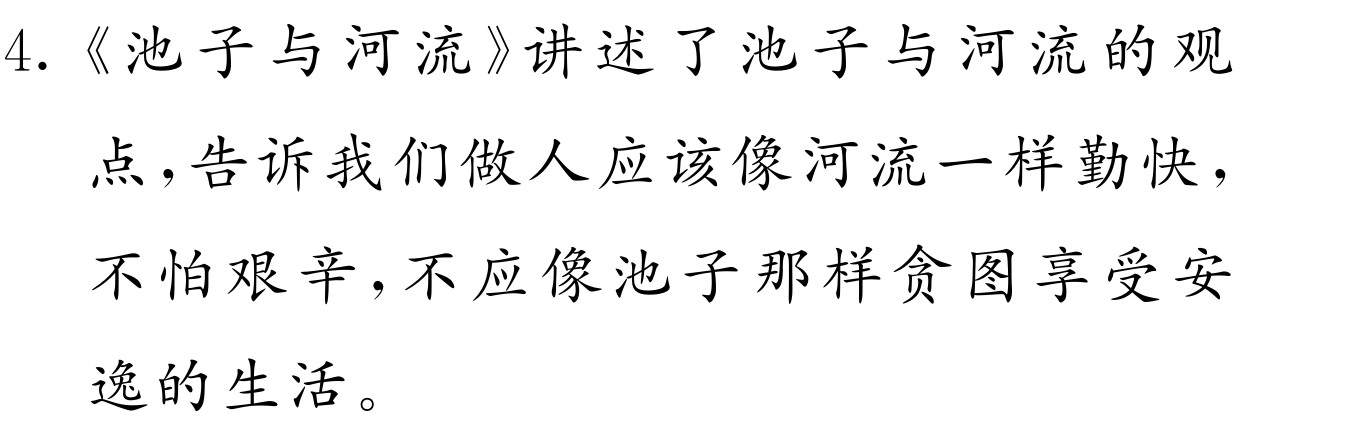 4.《池子与河流》讲述了池子与河流的观
点,告诉我们做人应该像河流一样勤快,
不怕艰辛,不应像池子那样贪图享受安
逸的生活。